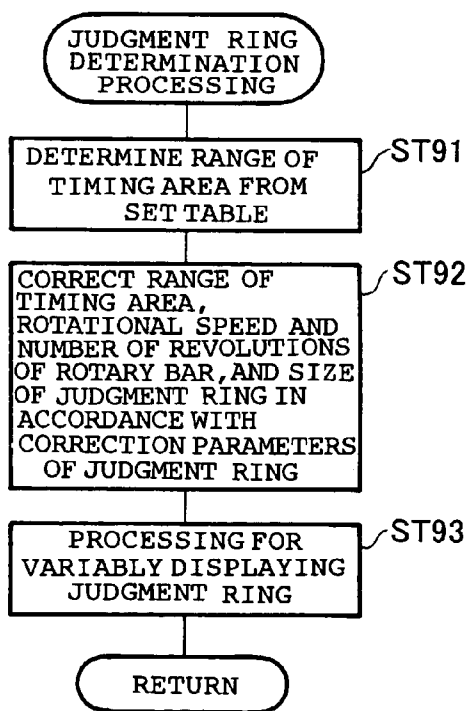 JUDGMENT RING
DETERMINATION
PROCESSING
DETERMINE RANGE OF
TIMING AREA FROM
SET TABLE
ST91
CORRECT RANGE OF
TIMING AREA,
ROTATIONAL SPEED AND
NUMBER OF REVOLUTIONS
OF ROTARY BAR, AND SIZE
OF JUDGMENT RING IN
ACCORDANCE WITH
CORRECTION PARAMETERS
OF JUDGMENT RING
ST92
PROCESSING FOR
VARIABLY DISPLAYING
JUDGMENT RING
ST93
RETURN